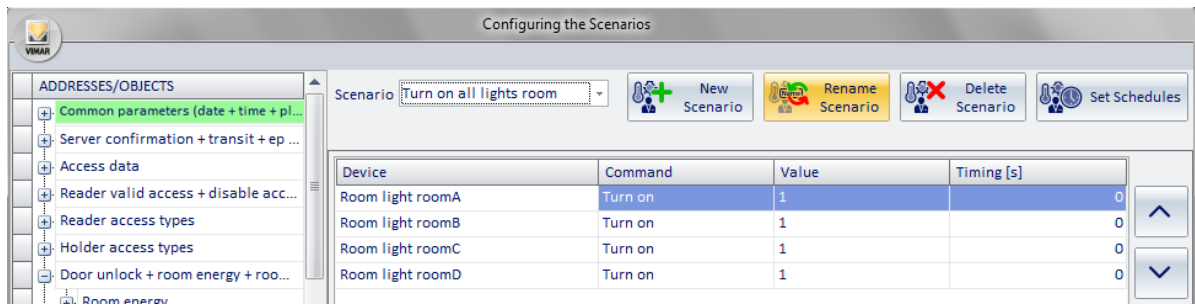 Configuring the Scenarios
VIMAR
ADDRESSES/OBJECTS
Common parameters (date + time + pl...
Server confirmation + transit + ep ...
Access data
Reader valid access + disable acc...
Reader access types
Holder access types
Door unlock + room energy + roo...
Room energy
Scenario Turn on all lights room
New Scenario
Rename Scenario
Delete Scenario
Set Schedules
Device Command Value Timing [s]
Room light roomA Turn on 1 0
Room light roomB Turn on 1 0
Room light roomC Turn on 1 0
Room light roomD Turn on 1 0